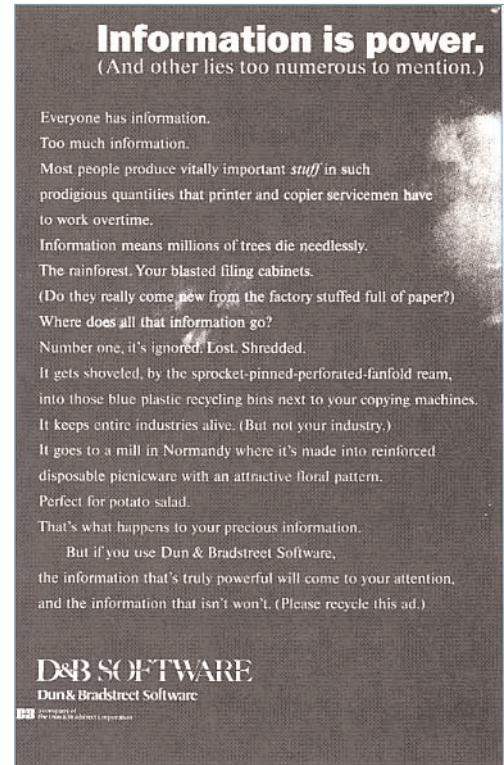 Information is power.
(And other lies too numerous to mention.)
Everyone has information.
Too much information.
Most people produce vitally important stuff in such
prodigious quantities that printer and copier servicemen have
to work overtime.
Information means millions of trees die needlessly.
The rainforest. Your blasted filing cabinets.
(Do they really come new from the factory stuffed full of paper?)
Where does all that information go?
Number one, it's ignored. Lost. Shredded.
It gets shoveled, by the sprocket-pinned-perforated-fanfold ream,
into those blue plastic recycling bins next to your copying machines.
It keeps entire industries alive. (But not your industry.)
It goes to a mill in Normandy where it's made into reinforced
disposable picnicware with an attractive floral pattern.
Perfect for potato salad.
That's what happens to your precious information.
But if you use Dun & Bradstreet Software,
the information that's truly powerful will come to your attention,
and the information that isn't won't. (Please recycle this ad.)
D&B SOFTWARE
Dun & Bradstreet Software
a company of
The Dun & Bradstreet Corporation